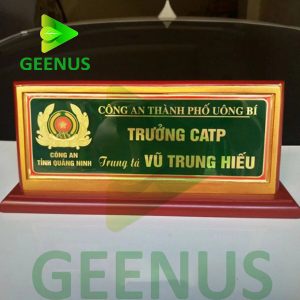 GEENUS
CÔNG AN THÀNH PHỐ UÔNG BÍ
TRƯỞNG CATP
Trung tá VŨ TRUNG HIẾU
CÔNG AN
TỈNH QUẢNG NINH
GEENUS